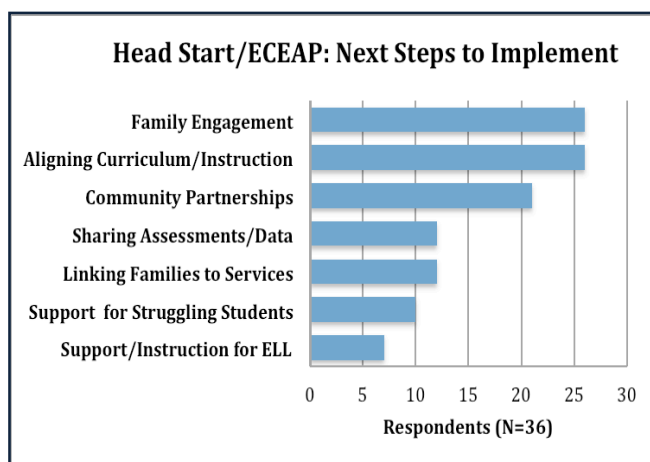 Head Start/ECEAP: Next Steps to Implement
Family Engagement
Aligning Curriculum/Instruction
Community Partnerships
Sharing Assessments/Data
Linking Families to Services
Support for Struggling Students
Support/Instruction for ELL
0 5 10 15 20 25 30
Respondents (N=36)